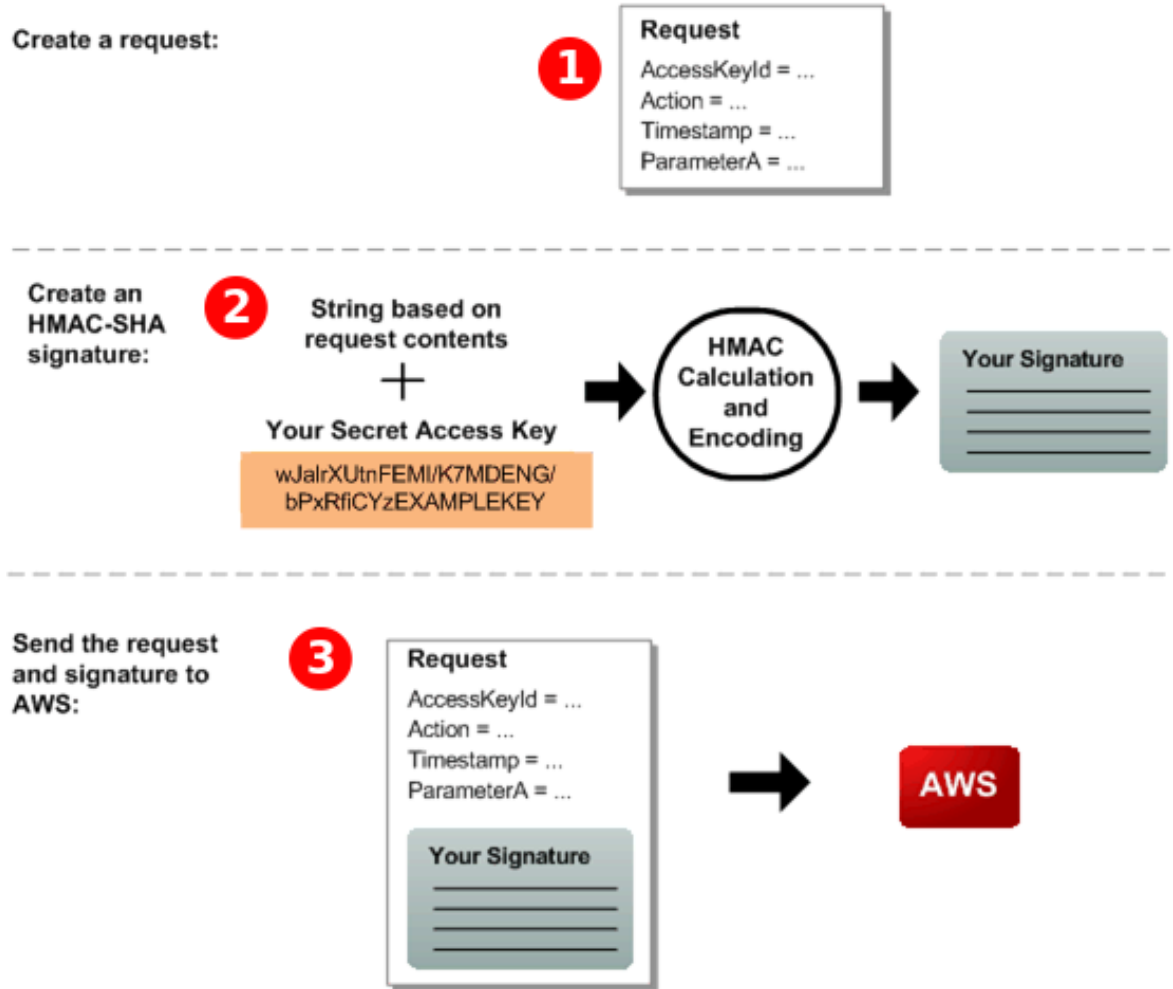 Create a request:
1
Request
AccessKeyId = ...
Action = ...
Timestamp = ...
ParameterA = ...
Create an
HMAC-SHA
signature:
2
String based on
request contents
+
Your Secret Access Key
wJalrXUtnFEMI/K7MDENG/
bPxRfiCYzEXAMPLEKEY
HMAC
Calculation
and
Encoding
Your Signature
Send the request
and signature to
AWS:
3
Request
AccessKeyId = ...
Action = ...
Timestamp = ...
ParameterA = ...
Your Signature
AWS